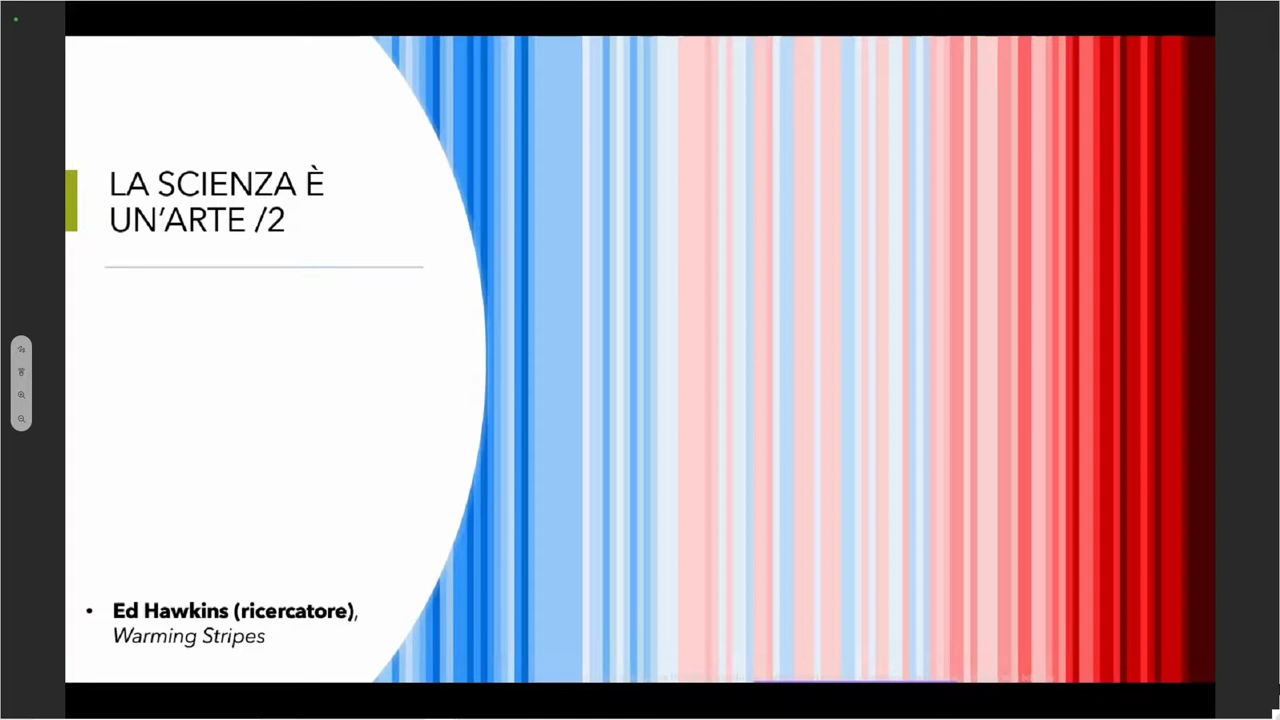 LA SCIENZA È
UN'ARTE /2
• Ed Hawkins (ricercatore),
Warming Stripes